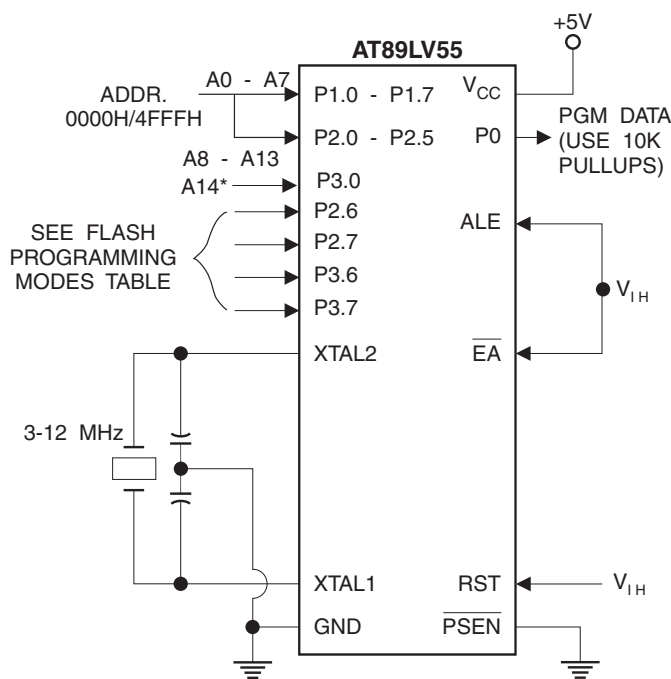 +5V
AT89LV55
A0 - A7
ADDR.
0000H/4FFFH
P1.0 - P1.7
VCC
PGM DATA
(USE 10K
PULLUPS)
P2.0 - P2.5
P0
A8 - A13
A14*
P3.0
P2.6
ALE
SEE FLASH
PROGRAMMING
MODES TABLE
P2.7
P3.6
P3.7
VIH
XTAL2
EA
3-12 MHz
XTAL1
RST
VIH
GND
PSEN